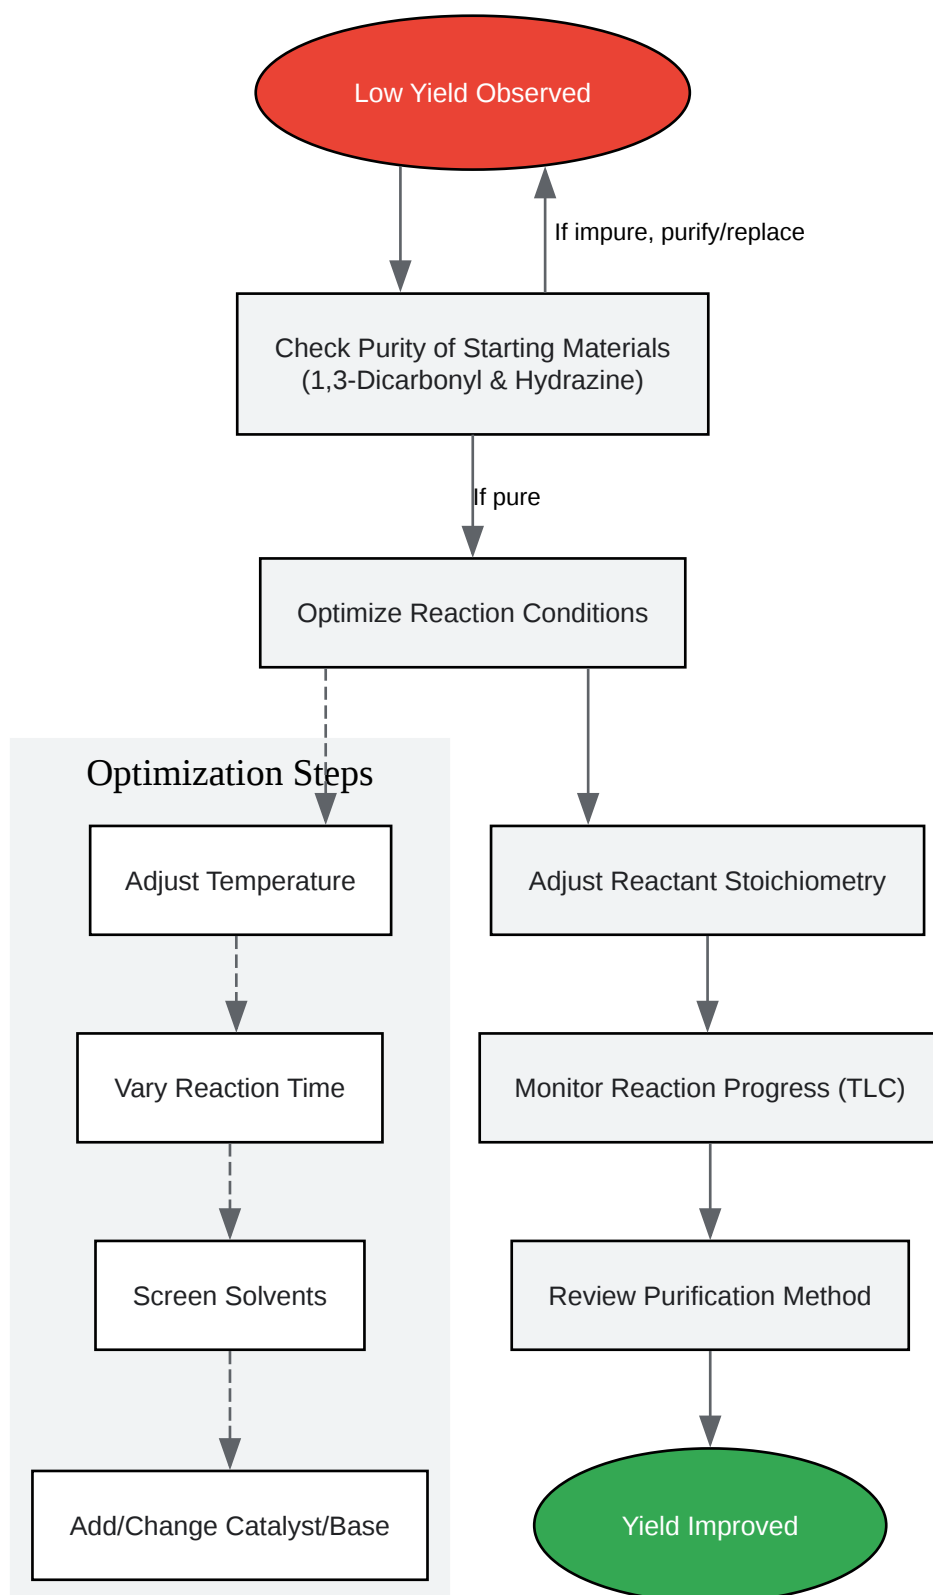 Low Yield Observed
If impure, purify/replace
Check Purity of Starting Materials
(1,3-Dicarbonyl & Hydrazine)
If pure
Optimize Reaction Conditions
Optimization Steps
Adjust Temperature
Adjust Reactant Stoichiometry
Vary Reaction Time
Monitor Reaction Progress (TLC)
Screen Solvents
Review Purification Method
Add/Change Catalyst/Base
Yield Improved